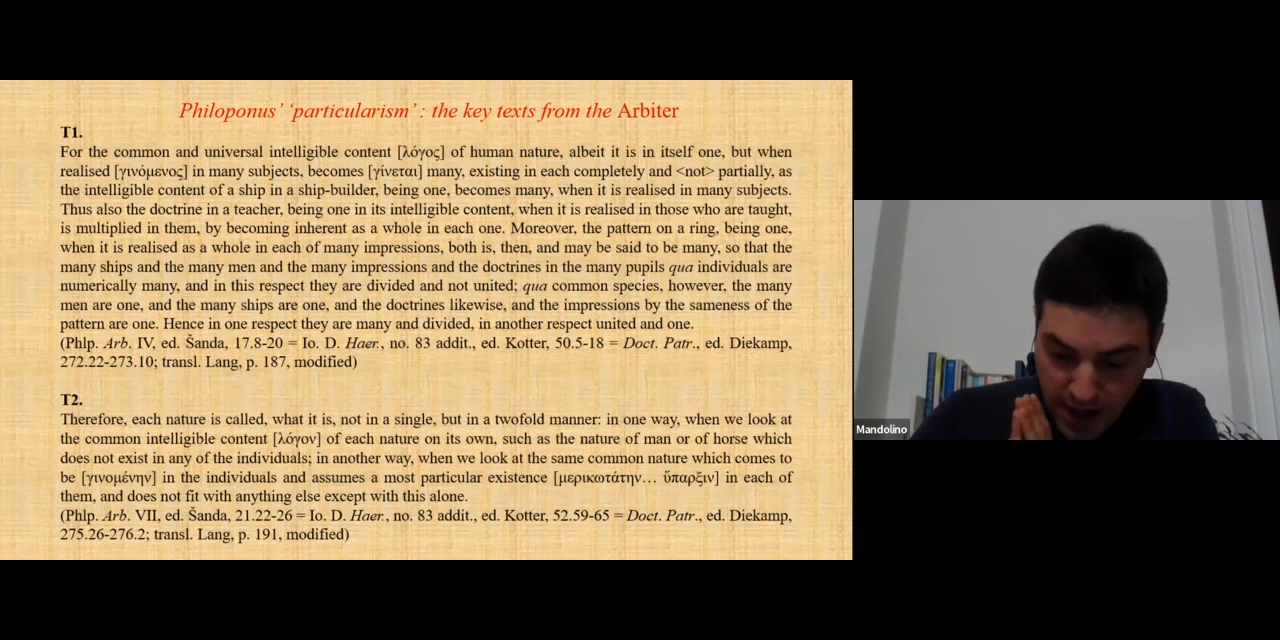 Philoponus' 'particularism' : the key texts from the Arbiter
T1.
For the common and universal intelligible content [λόγος] of human nature, albeit it is in itself one, but when
realised [γινόμενος] in many subjects, becomes [γίνεται] many, existing in each completely and <not> partially, as
the intelligible content of a ship in a ship-builder, being one, becomes many, when it is realised in many subjects.
Thus also the doctrine in a teacher, being one in its intelligible content, when it is realised in those who are taught,
is multiplied in them, by becoming inherent as a whole in each one. Moreover, the pattern on a ring, being one,
when it is realised as a whole in each of many impressions, both is, then, and may be said to be many, so that the
many ships and the many men and the many impressions and the doctrines in the many pupils qua individuals are
numerically many, and in this respect they are divided and not united; qua common species, however, the many
men are one, and the many ships are one, and the doctrines likewise, and the impressions by the sameness of the
pattern are one. Hence in one respect they are many and divided, in another respect united and one.
(Phlp. Arb. IV, ed. Šanda, 17.8-20 = Io. D. Haer., no. 83 addit., ed. Kotter, 50.5-18 = Doct. Patr., ed. Diekamp,
272.22-273.10; transl. Lang, p. 187, modified)
T2.
Therefore, each nature is called, what it is, not in a single, but in a twofold manner: in one way, when we look at
the common intelligible content [λόγον] of each nature on its own, such as the nature of man or of horse which
does not exist in any of the individuals; in another way, when we look at the same common nature which comes to
be [γινομένην] in the individuals and assumes a most particular existence [μερικωτάτην… ὕπαρξιν] in each of
them, and does not fit with anything else except with this alone.
(Phlp. Arb. VII, ed. Šanda, 21.22-26 = Io. D. Haer., no. 83 addit., ed. Kotter, 52.59-65 = Doct. Patr., ed. Diekamp,
275.26-276.2; transl. Lang, p. 191, modified)
Mandolino